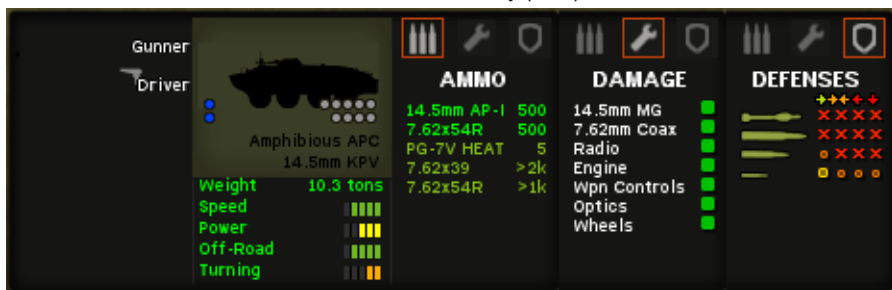 Gunner
Driver
Amphibious APC
14.5mm KPV
Weight 10.3 tons
Speed
Power
Off-Road
Turning
AMMO
14.5mm AP-I 500
7.62x54R 500
PG-7V HEAT 5
7.62x39 >2k
7.62x54R >1k
DAMAGE
14.5mm MG
7.62mm Coax
Radio
Engine
Wpn Controls
Optics
Wheels
DEFENSES